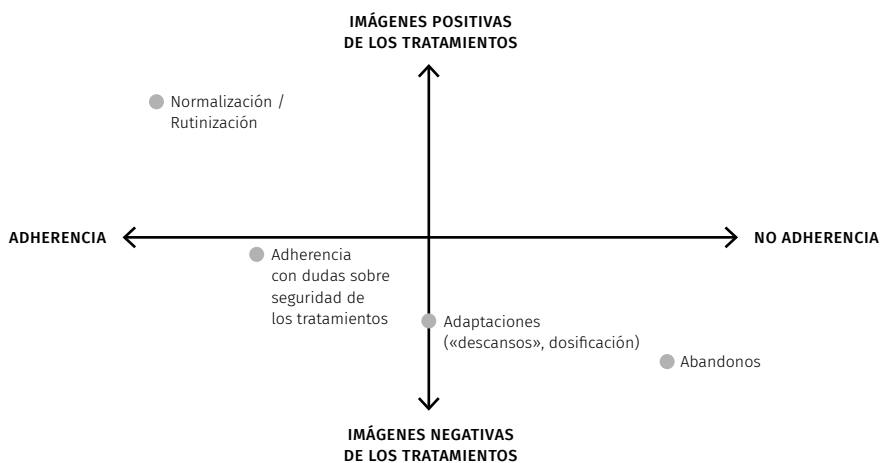 IMÁGENES POSITIVAS
DE LOS TRATAMIENTOS
Normalización /
Rutinización
ADHERENCIA
NO ADHERENCIA
Adherencia
con dudas sobre
seguridad de
los tratamientos
Adaptaciones
(«descansos», dosificación)
Abandonos
IMÁGENES NEGATIVAS
DE LOS TRATAMIENTOS